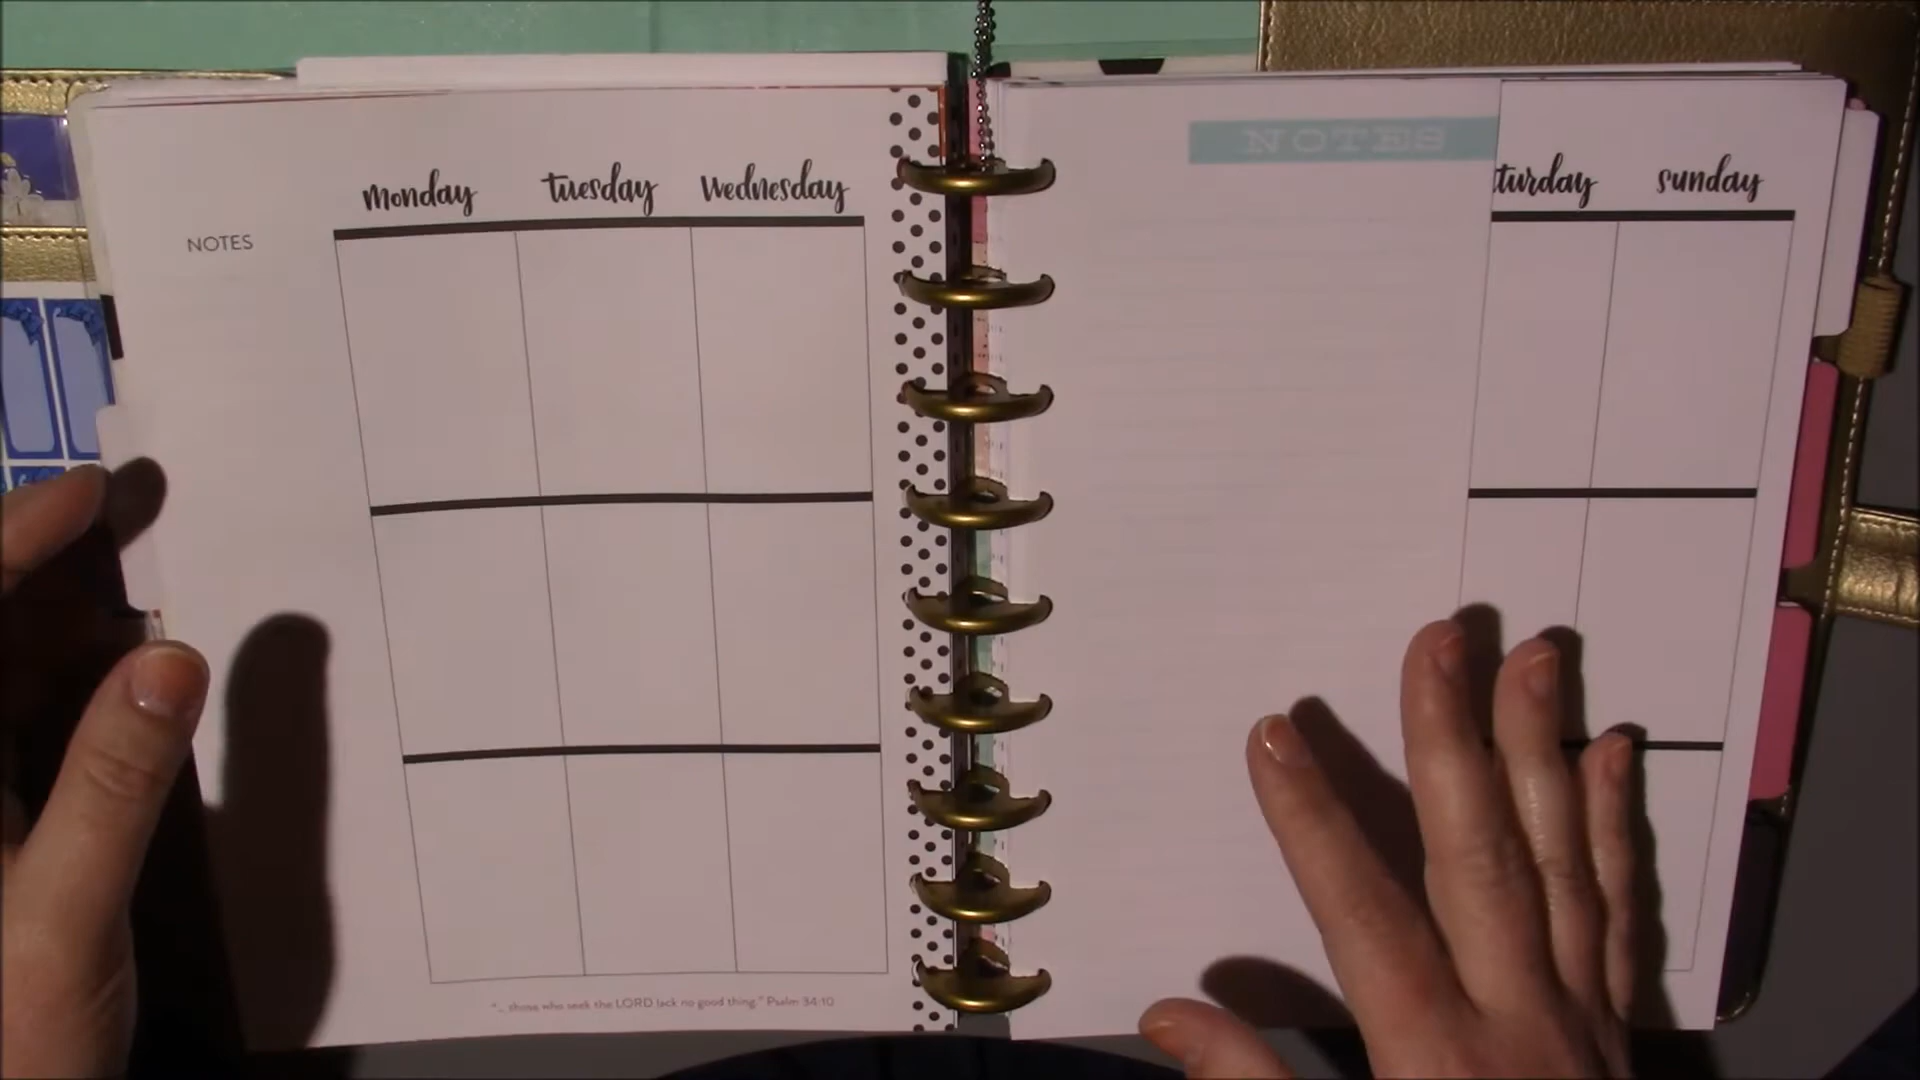 monday tuesday wednesday
NOTES
"... those who seek the LORD lack no good thing." Psalm 34:10
NOTES
turday sunday